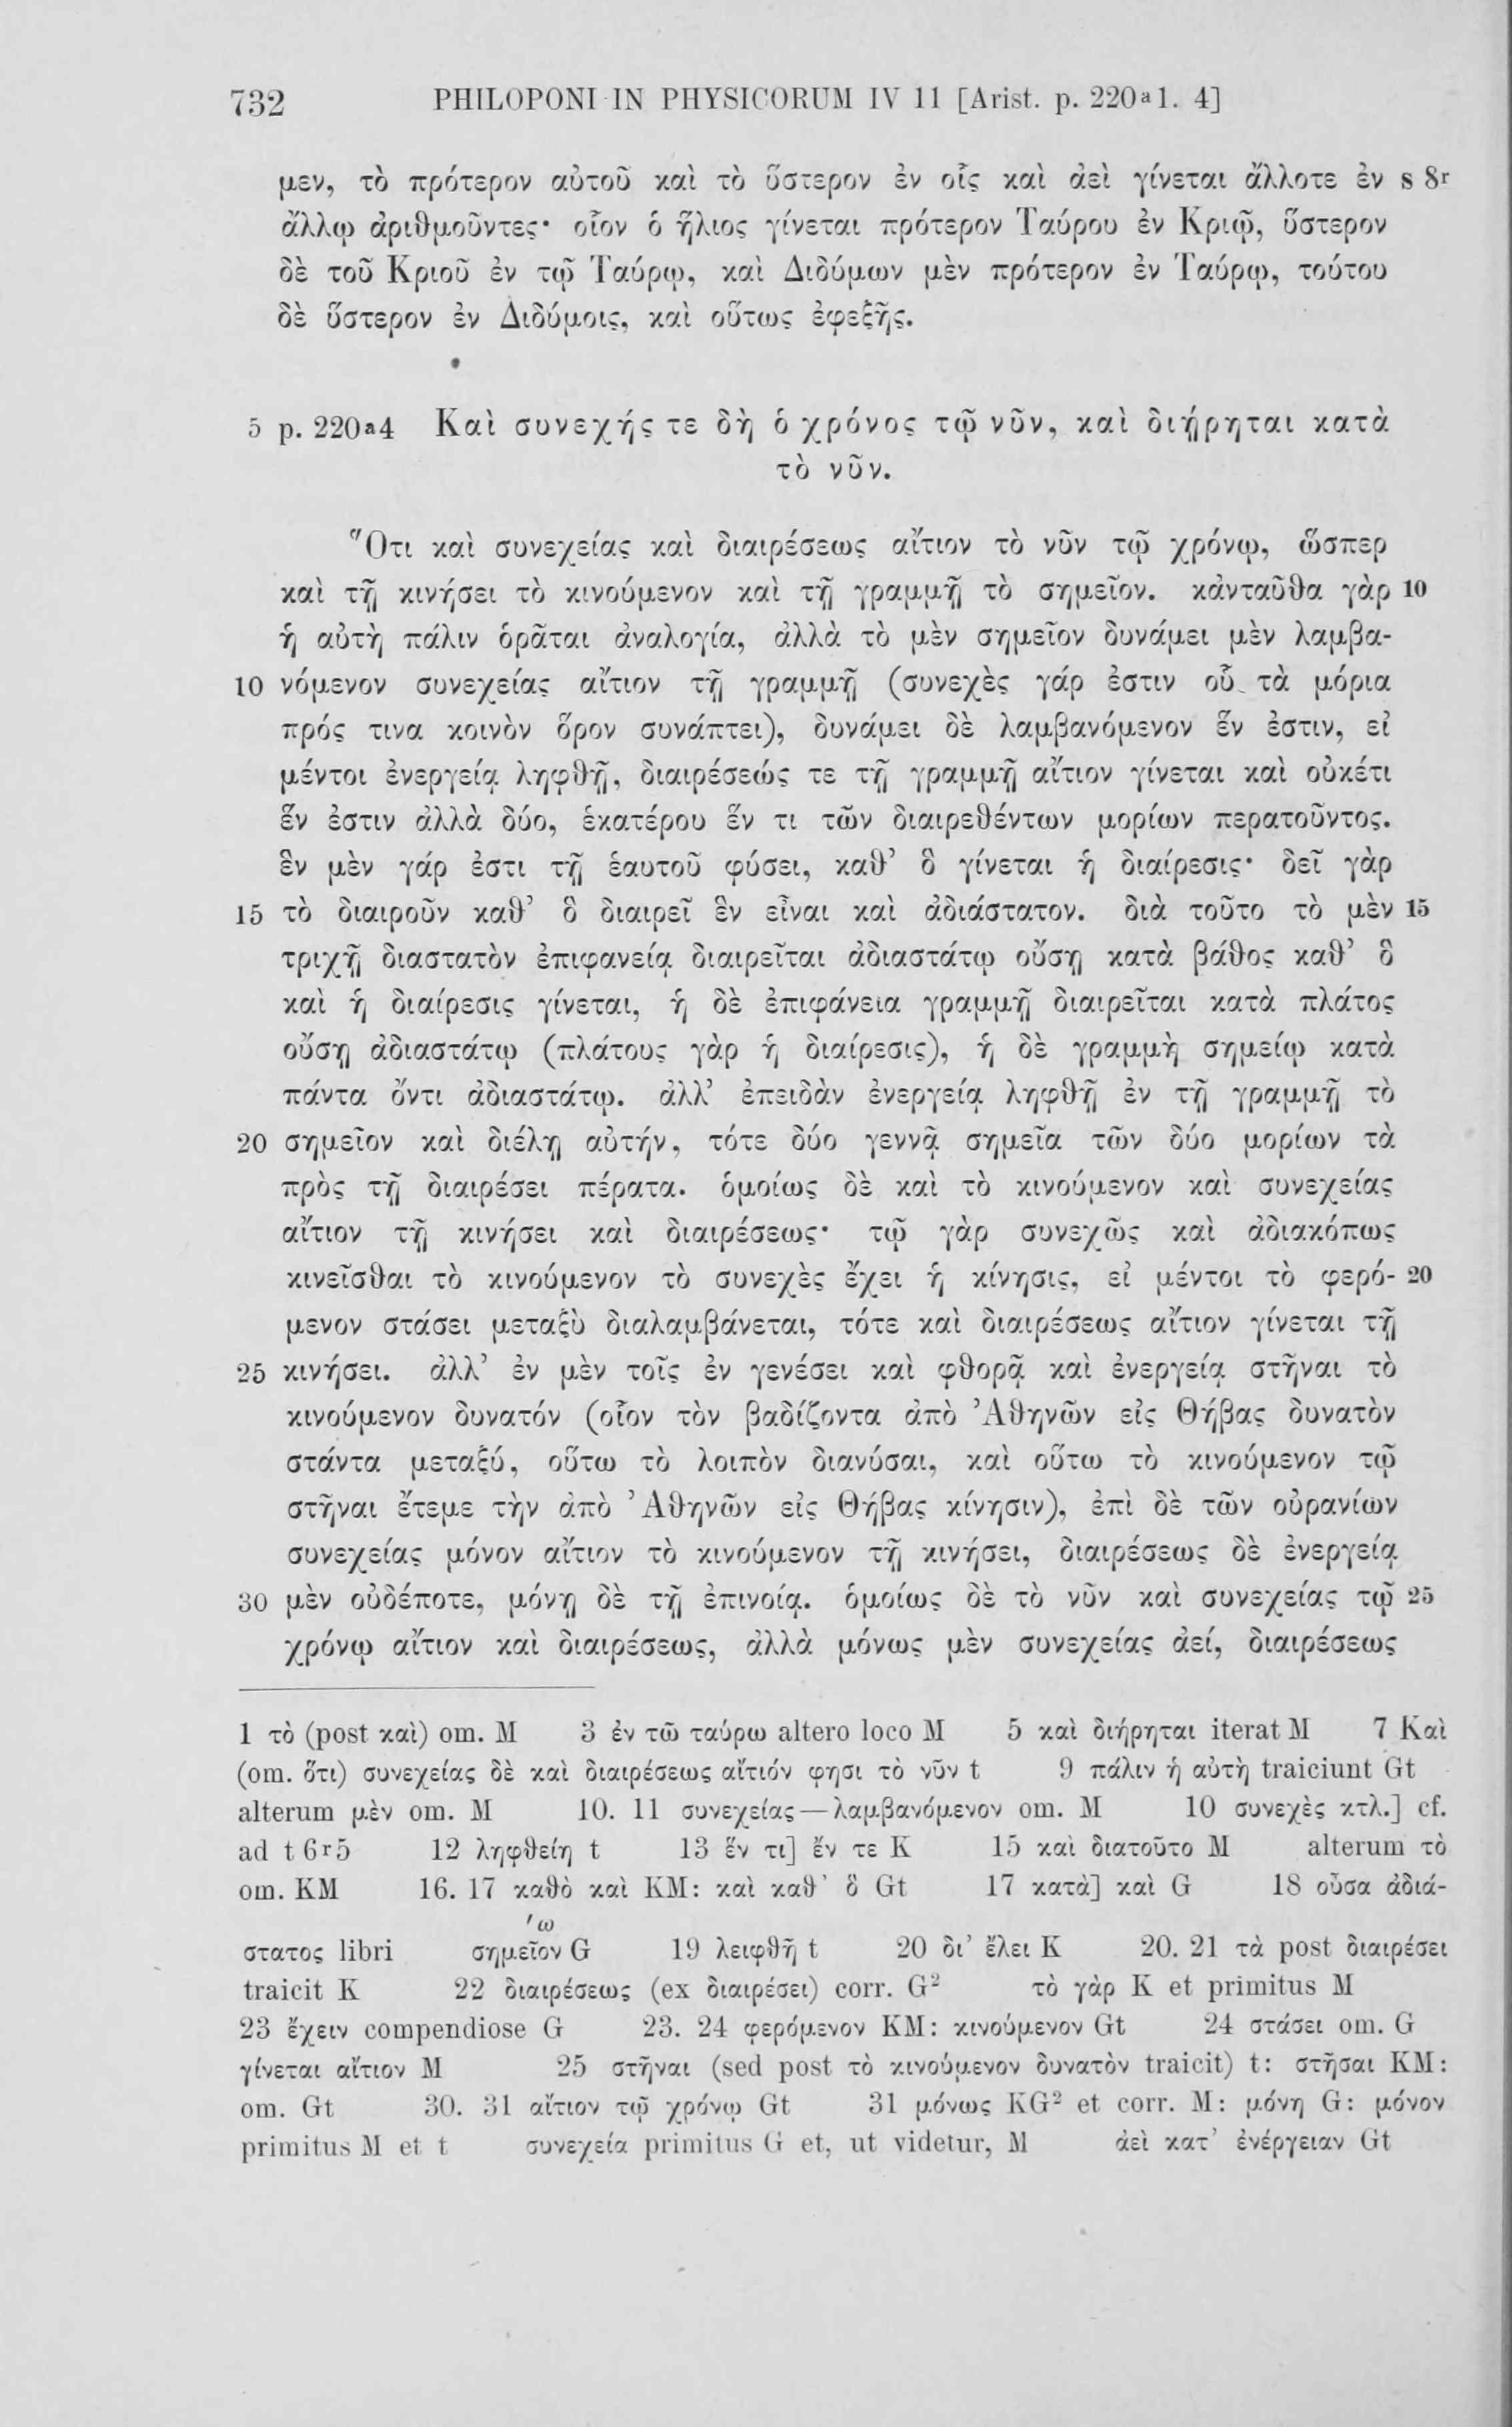 732 PHILOPONI IN PHYSICORUM IV 11 [Arist. p. 220ᵃ1. 4]
μεν, τὸ πρότερον αὐτοῦ καὶ τὸ ὕστερον ἐν οἷς καὶ ἀεὶ γίνεται ἄλλοτε ἐν s 8ʳ
ἄλλῳ ἀριθμοῦντες· οἷον ὁ ἥλιος γίνεται πρότερον Ταύρου ἐν Κριῷ, ὕστερον
δὲ τοῦ Κριοῦ ἐν τῷ Ταύρῳ, καὶ Διδύμων μὲν πρότερον ἐν Ταύρῳ, τούτου
δὲ ὕστερον ἐν Διδύμοις, καὶ οὕτως ἐφεξῆς.
5 p. 220ᵃ4 Καὶ συνεχής τε δὴ ὁ χρόνος τῷ νῦν, καὶ διῄρηται κατὰ
τὸ νῦν.
Ὅτι καὶ συνεχείας καὶ διαιρέσεως αἴτιον τὸ νῦν τῷ χρόνῳ, ὥσπερ
καὶ τῇ κινήσει τὸ κινούμενον καὶ τῇ γραμμῇ τὸ σημεῖον. κἀνταῦθα γὰρ 10
ἡ αὐτὴ πάλιν ὁρᾶται ἀναλογία, ἀλλὰ τὸ μὲν σημεῖον δυνάμει μὲν λαμβα-
10 νόμενον συνεχείας αἴτιον τῇ γραμμῇ (συνεχὲς γάρ ἐστιν οὗ τὰ μόρια
πρός τινα κοινὸν ὅρον συνάπτει), δυνάμει δὲ λαμβανόμενον ἕν ἐστιν, εἰ
μέντοι ἐνεργείᾳ ληφθῇ, διαιρέσεώς τε τῇ γραμμῇ αἴτιον γίνεται καὶ οὐκέτι
ἕν ἐστιν ἀλλὰ δύο, ἑκατέρου ἕν τι τῶν διαιρεθέντων μορίων περατοῦντος.
ἓν μὲν γάρ ἐστι τῇ ἑαυτοῦ φύσει, καθ’ ὃ γίνεται ἡ διαίρεσις· δεῖ γὰρ
15 τὸ διαιροῦν καθ’ ὃ διαιρεῖ ἓν εἶναι καὶ ἀδιάστατον. διὰ τοῦτο τὸ μὲν 15
τριχῇ διαστατὸν ἐπιφανείᾳ διαιρεῖται ἀδιαστάτῳ οὔσῃ κατὰ βάθος καθ’ ὃ
καὶ ἡ διαίρεσις γίνεται, ἡ δὲ ἐπιφάνεια γραμμῇ διαιρεῖται κατὰ πλάτος
οὔσῃ ἀδιαστάτῳ (πλάτους γὰρ ἡ διαίρεσις), ἡ δὲ γραμμὴ σημείῳ κατὰ
πάντα ὄντι ἀδιαστάτῳ. ἀλλ’ ἐπειδὰν ἐνεργείᾳ ληφθῇ ἐν τῇ γραμμῇ τὸ
20 σημεῖον καὶ διέλῃ αὐτήν, τότε δύο γεννᾷ σημεῖα τῶν δύο μορίων τὰ
πρὸς τῇ διαιρέσει πέρατα. ὁμοίως δὲ καὶ τὸ κινούμενον καὶ συνεχείας
αἴτιον τῇ κινήσει καὶ διαιρέσεως· τῷ γὰρ συνεχῶς καὶ ἀδιακόπως
κινεῖσθαι τὸ κινούμενον τὸ συνεχὲς ἔχει ἡ κίνησις, εἰ μέντοι τὸ φερό- 20
μενον στάσει μεταξὺ διαλαμβάνεται, τότε καὶ διαιρέσεως αἴτιον γίνεται τῇ
25 κινήσει. ἀλλ’ ἐν μὲν τοῖς ἐν γενέσει καὶ φθορᾷ καὶ ἐνεργείᾳ στῆναι τὸ
κινούμενον δυνατόν (οἷον τὸν βαδίζοντα ἀπὸ Ἀθηνῶν εἰς Θήβας δυνατὸν
στάντα μεταξύ, οὕτω τὸ λοιπὸν διανύσαι, καὶ οὕτω τὸ κινούμενον τῷ
στῆναι ἔτεμε τὴν ἀπὸ Ἀθηνῶν εἰς Θήβας κίνησιν), ἐπὶ δὲ τῶν οὐρανίων
συνεχείας μόνον αἴτιον τὸ κινούμενον τῇ κινήσει, διαιρέσεως δὲ ἐνεργείᾳ
30 μὲν οὐδέποτε, μόνῃ δὲ τῇ ἐπινοίᾳ. ὁμοίως δὲ τὸ νῦν καὶ συνεχείας τῷ 25
χρόνῳ αἴτιον καὶ διαιρέσεως, ἀλλὰ μόνως μὲν συνεχείας ἀεί, διαιρέσεως
1 τὸ (post καὶ) om. M 3 ἐν τῶ ταύρω altero loco M 5 καὶ διήρηται iterat M 7 Καὶ
(om. ὅτι) συνεχείας δὲ καὶ διαιρέσεως αἴτιόν φησι τὸ νῦν t 9 πάλιν ἡ αὐτὴ traiciunt Gt
alterum μὲν om. M 10. 11 συνεχείας — λαμβανόμενον om. M 10 συνεχὲς κτλ.] cf.
ad t 6ʳ5 12 ληφθείη t 13 ἕν τι] ἔν τε K 15 καὶ διατοῦτο M alterum τὸ
om. KM 16. 17 καθὸ καὶ KM: καὶ καθ’ ὃ Gt 17 κατὰ] καὶ G 18 οὖσα ἀδιά-
στατος libri σημεῖον ́ω G 19 λειφθῆ t 20 δι’ ἔλει K 20. 21 τὰ post διαιρέσει
traicit K 22 διαιρέσεως (ex διαιρέσει) corr. G² τὸ γὰρ K et primitus M
23 ἔχειν compendiose G 23. 24 φερόμενον KM: κινούμενον Gt 24 στάσει om. G
γίνεται αἴτιον M 25 στῆναι (sed post τὸ κινούμενον δυνατὸν traicit) t: στῆσαι KM:
om. Gt 30. 31 αἴτιον τῷ χρόνῳ Gt 31 μόνως KG² et corr. M: μόνη G: μόνον
primitus M et t συνεχεία primitus G et, ut videtur, M ἀεὶ κατ’ ἐνέργειαν Gt